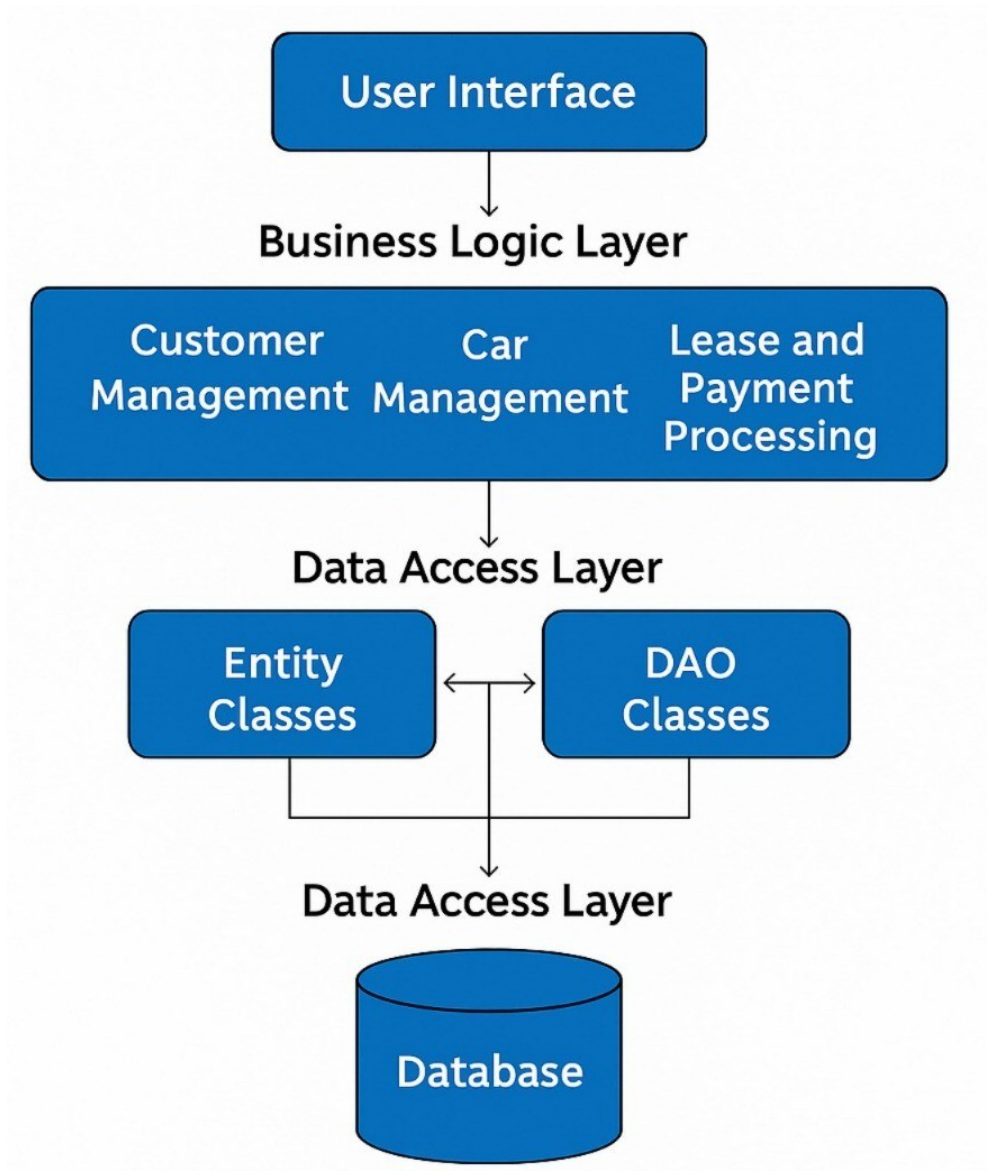 User Interface
Business Logic Layer
Customer
Management
Car
Management
Lease and
Payment
Processing
Data Access Layer
Entity
Classes
DAO
Classes
Data Access Layer
Database